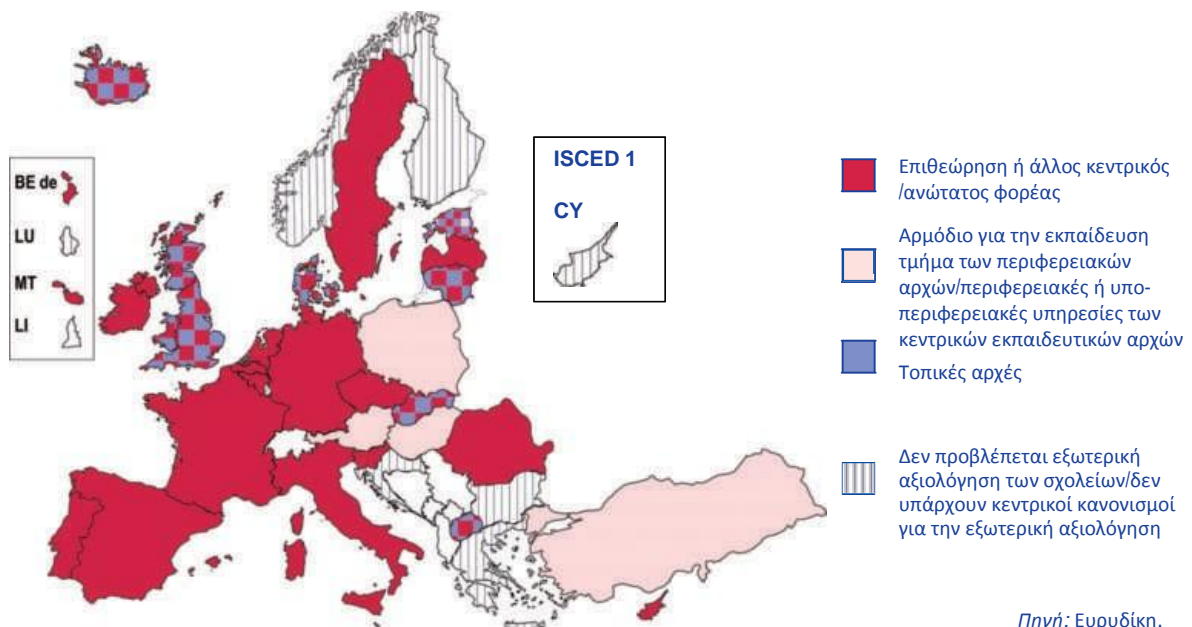 BE de
LU
MT
LI
ISCED 1
CY
Επιθεώρηση ή άλλος κεντρικός
/ανώτατος φορέας
Αρμόδιο για την εκπαίδευση
τμήμα των περιφερειακών
αρχών/περιφερειακές ή υπο-
περιφερειακές υπηρεσίες των
κεντρικών εκπαιδευτικών αρχών
Τοπικές αρχές
Δεν προβλέπεται εξωτερική
αξιολόγηση των σχολείων/δεν
υπάρχουν κεντρικοί κανονισμοί
για την εξωτερική αξιολόγηση
Πηγή: Ευρυδίκη.